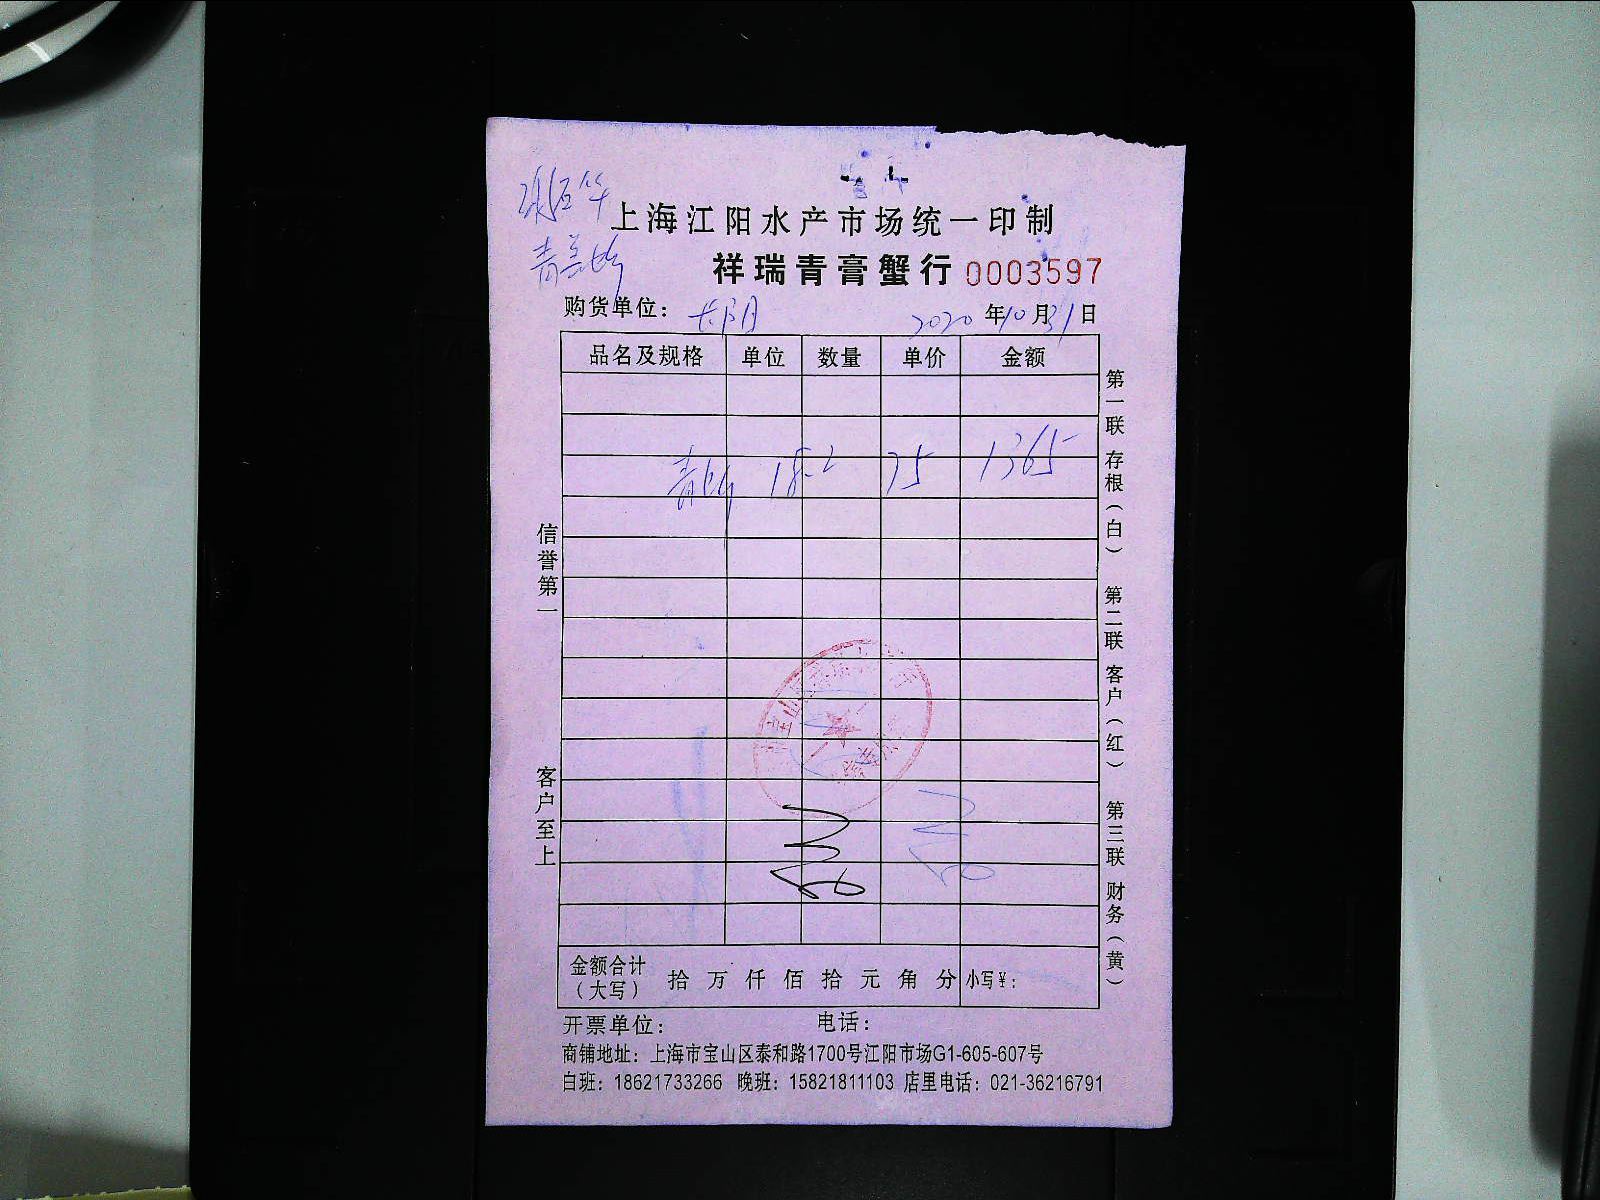 上海江阳水产市场统一印制
祥瑞青膏蟹行 0003597
购货单位： 2020年10月31日
品名及规格 单位 数量 单价 金额
18.2 75 1365
信誉第一
客户至上
第一联 存根（白） 第二联 客户（红） 第三联 财务（黄）
宝山
金额合计（大写） 拾 万 仟 佰 拾 元 角 分 小写￥：
开票单位： 电话：
商铺地址：上海市宝山区泰和路1700号江阳市场G1-605-607号
白班：18621733266 晚班：15821811103 店里电话：021-36216791